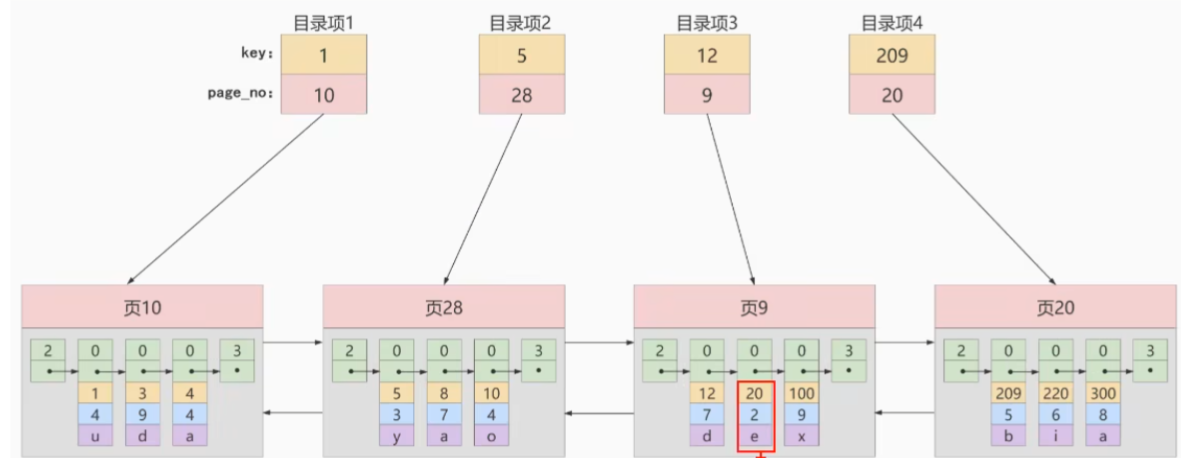 目录项1 目录项2 目录项3 目录项4
key: 1 5 12 209
page_no: 10 28 9 20
页10 页28 页9 页20
2 0 0 0 3 2 0 0 0 3 2 0 0 0 3 2 0 0 0 3
1 3 4 5 8 10 12 20 100 209 220 300
4 9 4 3 7 4 7 2 9 5 6 8
u d a y a o d e x b i a